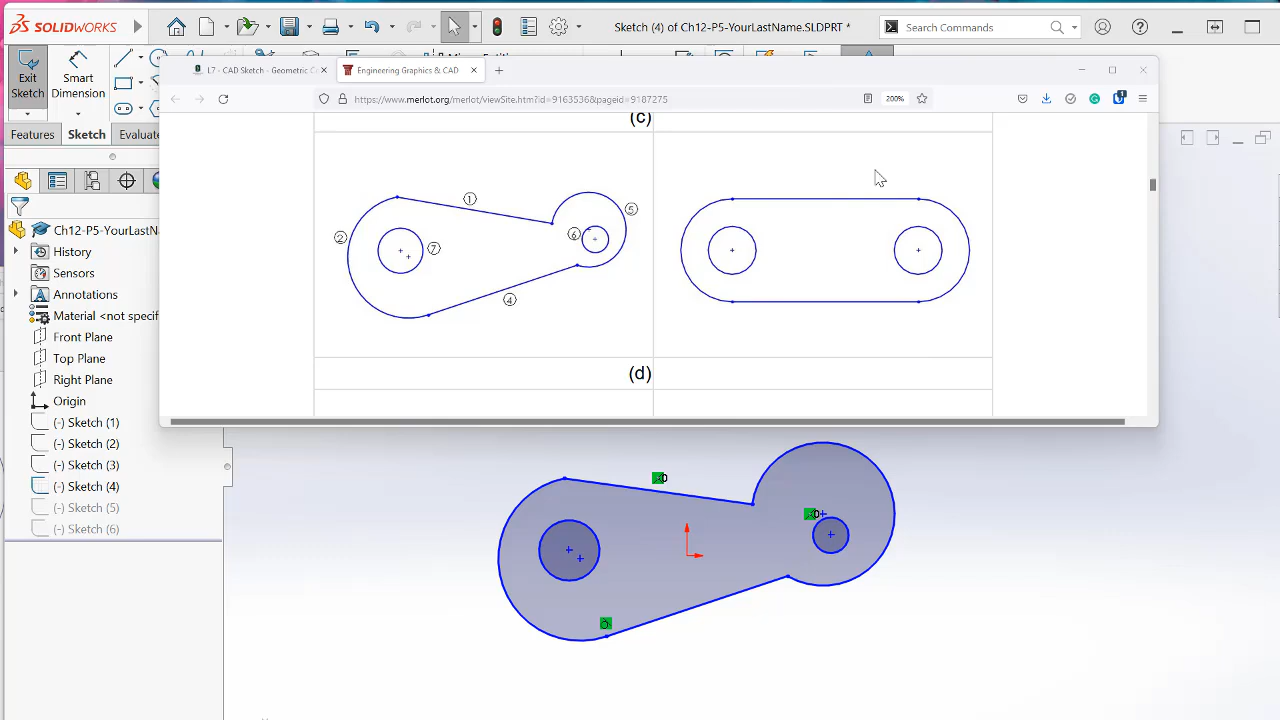 SOLIDWORKS
Sketch (4) of Ch12-P5-YourLastName.SLDPRT *
Search Commands
Exit Sketch
Smart Dimension
Features
Sketch
Evaluate
L7 - CAD Sketch - Geometric C
Engineering Graphics & CAD
https://www.merlot.org/merlot/viewSite.htm?id=9163536&pageid=9187275
200%
1
(c)
1
2
7
5
6
4
(d)
Ch12-P5-YourLastNa
History
Sensors
Annotations
Material <not specif
Front Plane
Top Plane
Right Plane
Origin
(-) Sketch (1)
(-) Sketch (2)
(-) Sketch (3)
(-) Sketch (4)
(-) Sketch (5)
(-) Sketch (6)